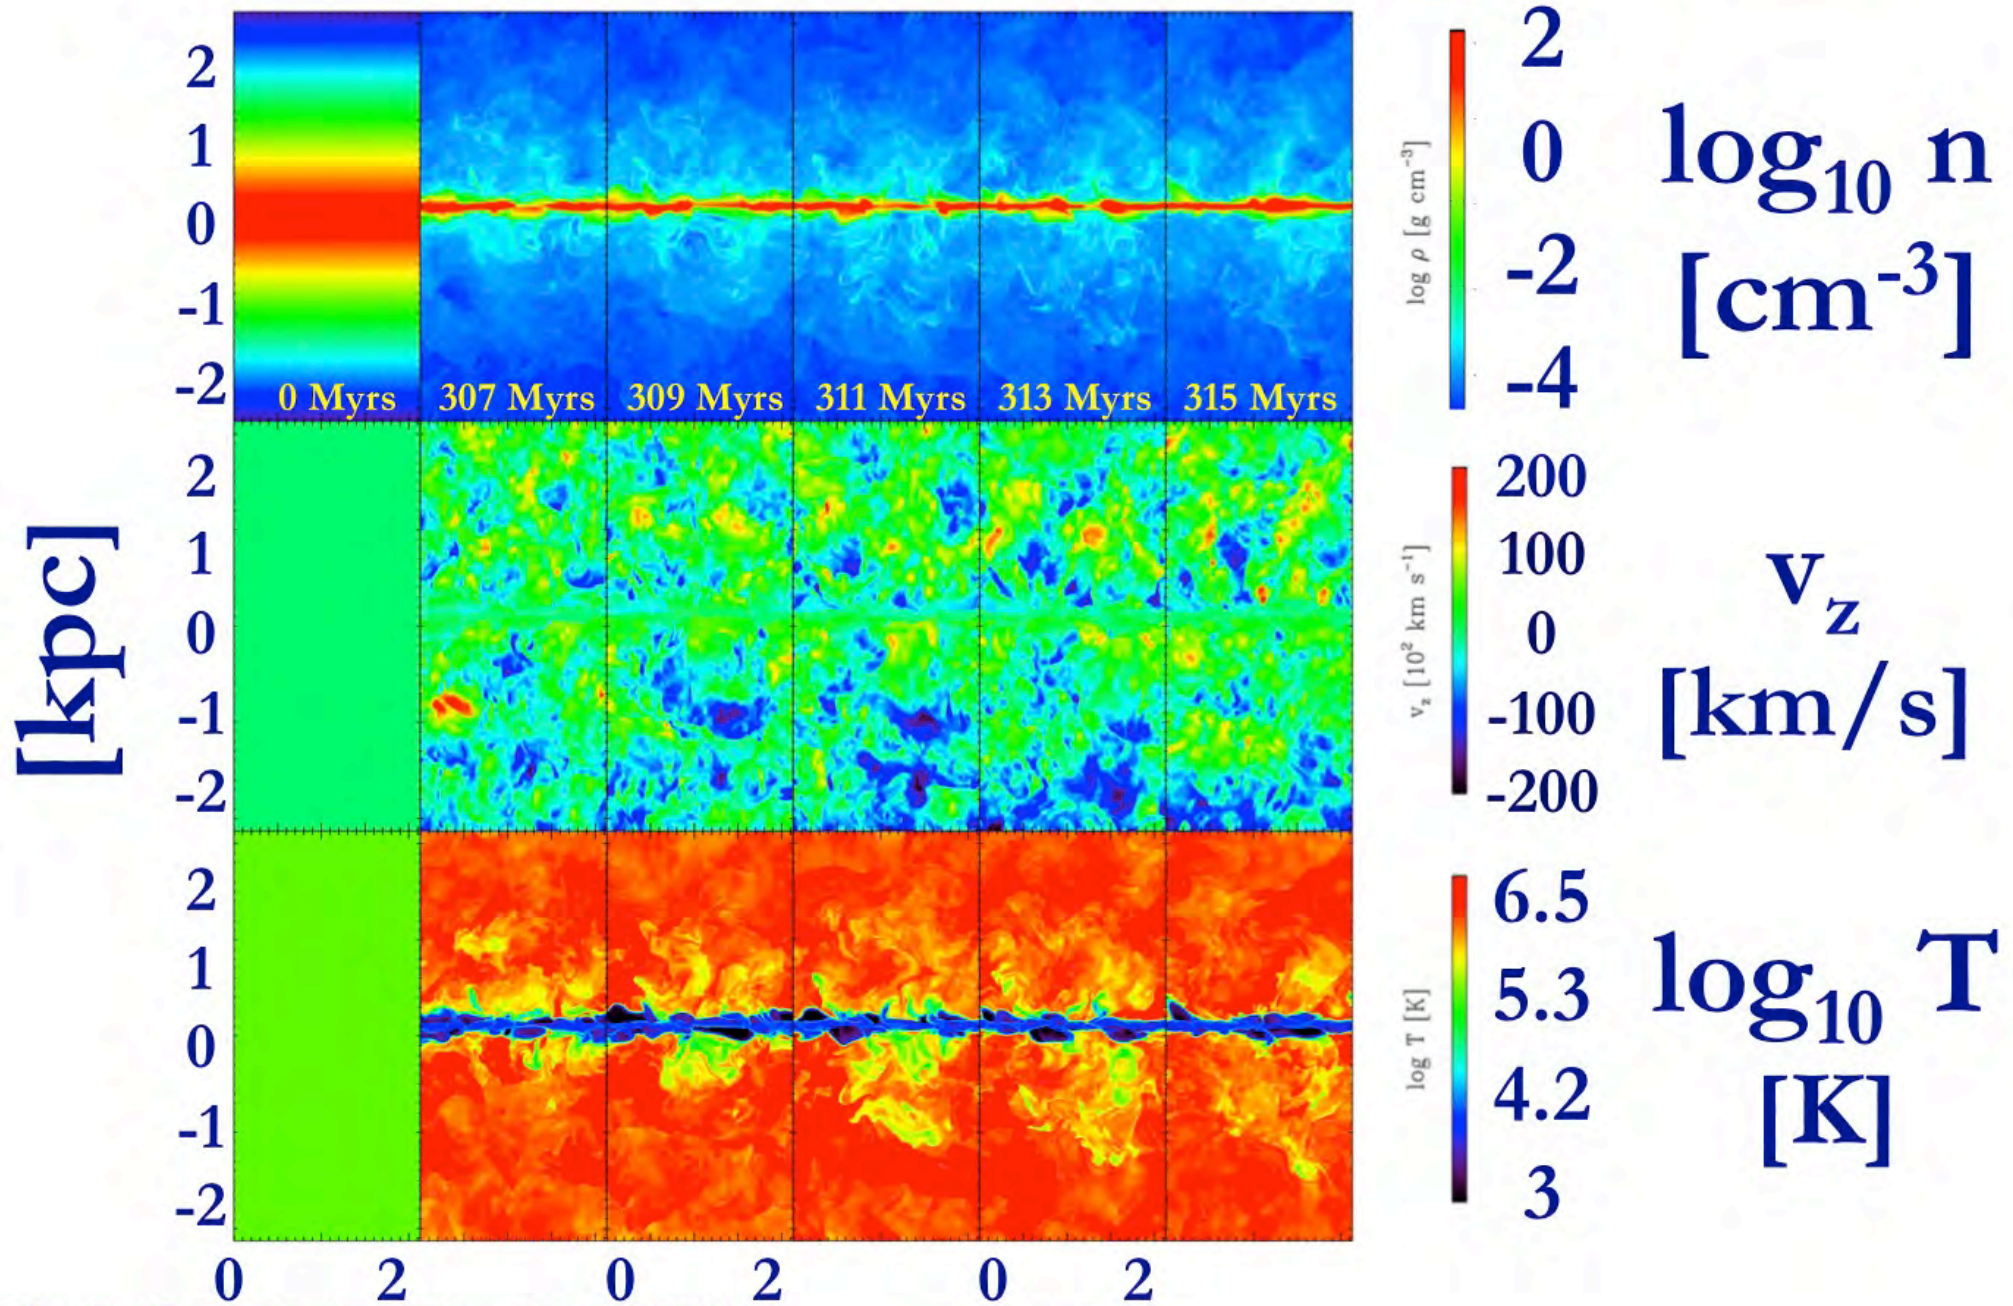 2
1
0
-1
-2
0 Myrs 307 Myrs 309 Myrs 311 Myrs 313 Myrs 315 Myrs
log ρ [g cm⁻³]
2
0
-2
-4
log₁₀ n
[cm⁻³]
[kpc]
2
1
0
-1
-2
v_z [10² km s⁻¹]
200
100
0
-100
-200
v_z
[km/s]
2
1
0
-1
-2
log T [K]
6.5
5.3
4.2
3
log₁₀ T
[K]
0 2 0 2 0 2